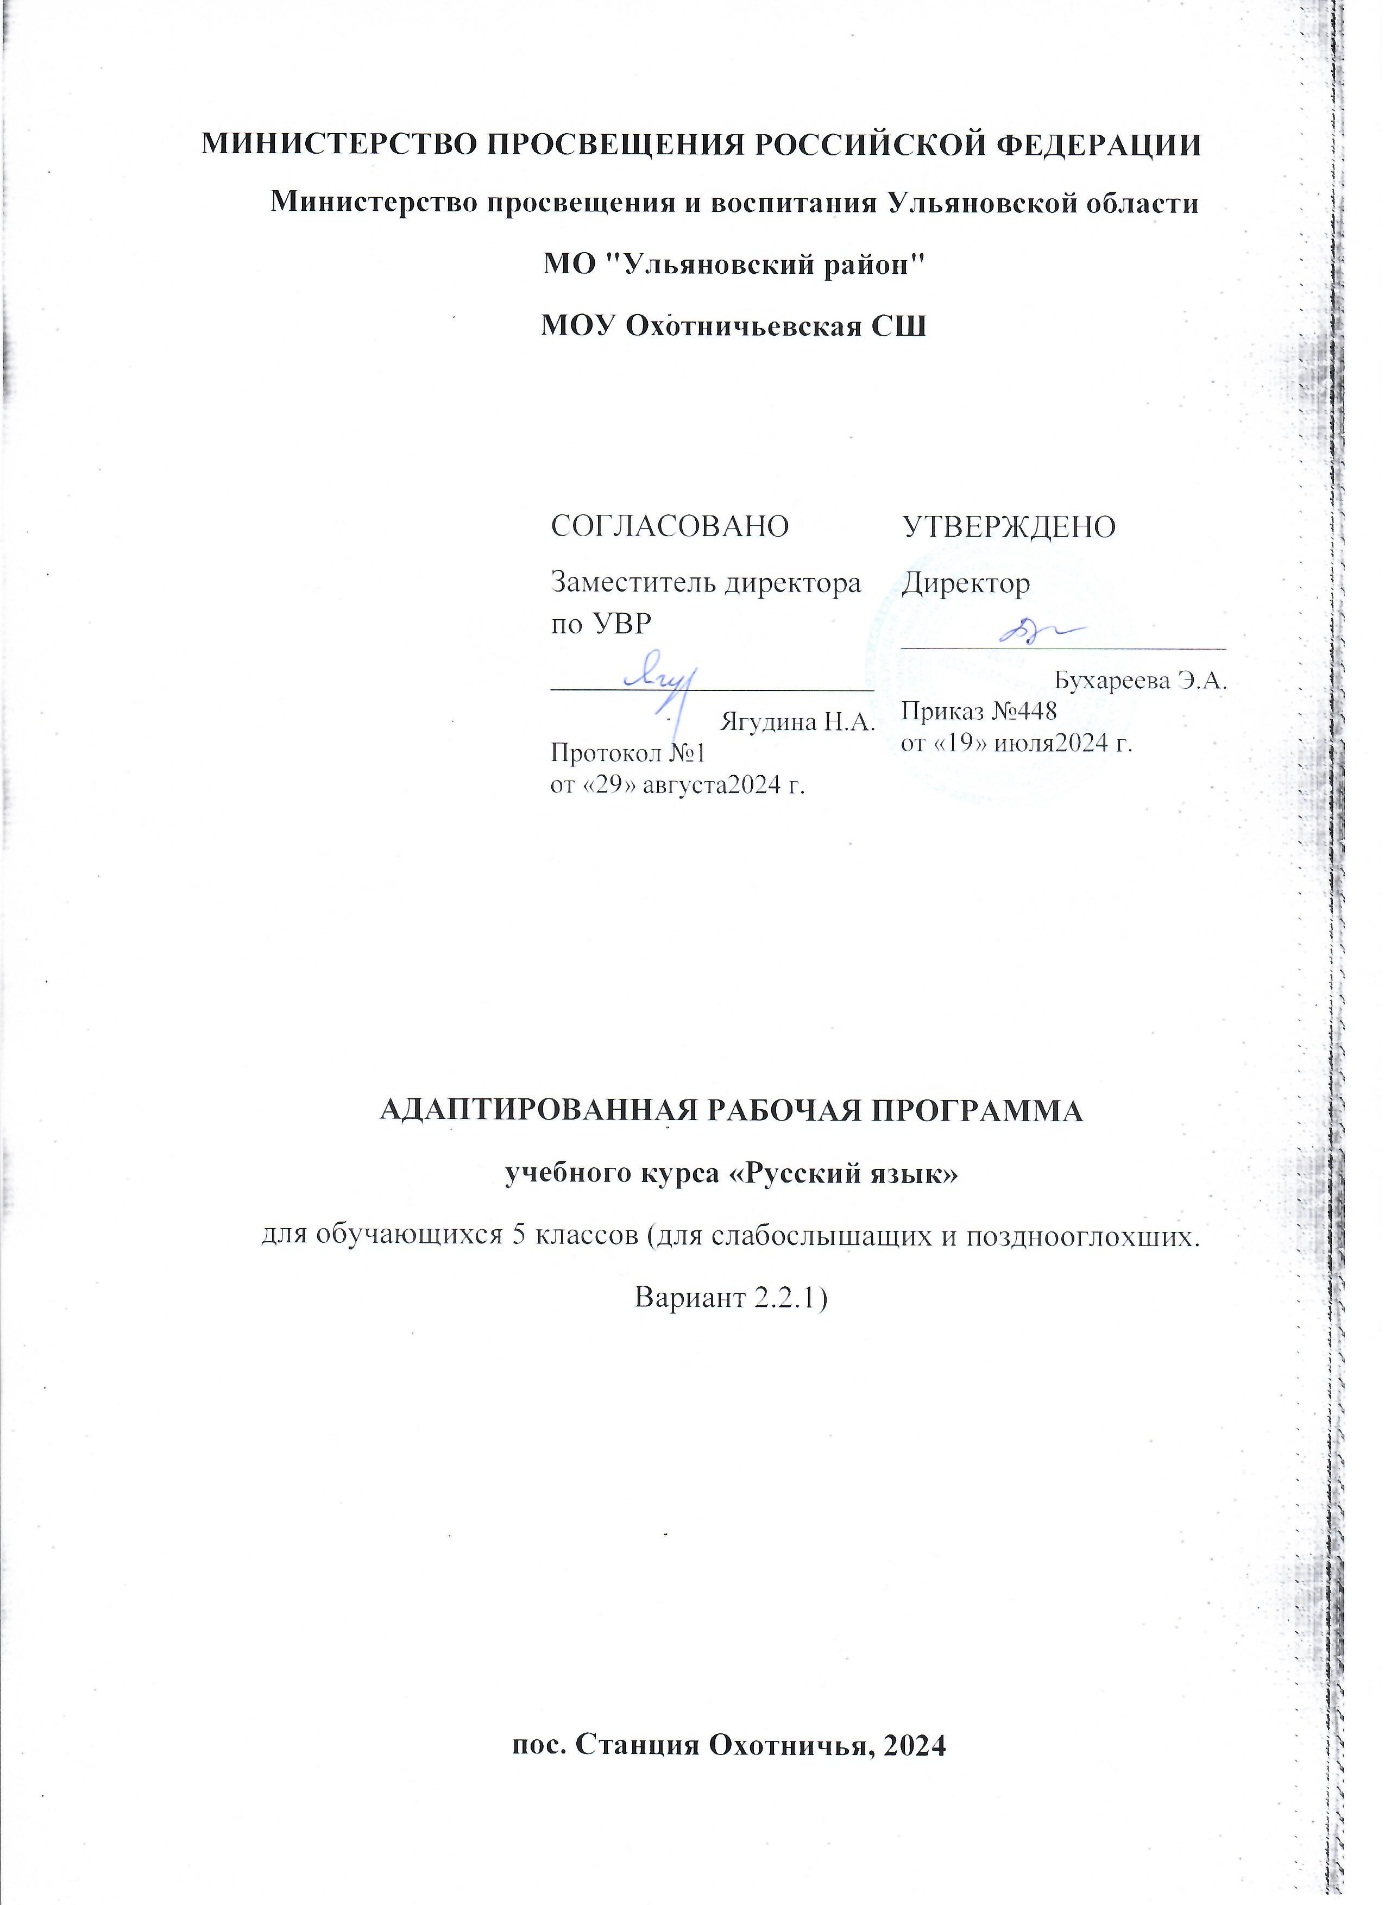 МИНИСТЕРСТВО ПРОСВЕЩЕНИЯ РОССИЙСКОЙ ФЕДЕРАЦИИ
Министерство просвещения и воспитания Ульяновской области
МО "Ульяновский район"
МОУ Охотничьевская СШ
СОГЛАСОВАНО
Заместитель директора
по УВР
Ягудина Н.А.
Протокол №1
от «29» августа2024 г.
УТВЕРЖДЕНО
Директор
Бухареева Э.А.
Приказ №448
от «19» июля2024 г.
АДАПТИРОВАННАЯ РАБОЧАЯ ПРОГРАММА
учебного курса «Русский язык»
для обучающихся 5 классов (для слабослышащих и позднооглохших.
Вариант 2.2.1)
пос. Станция Охотничья, 2024